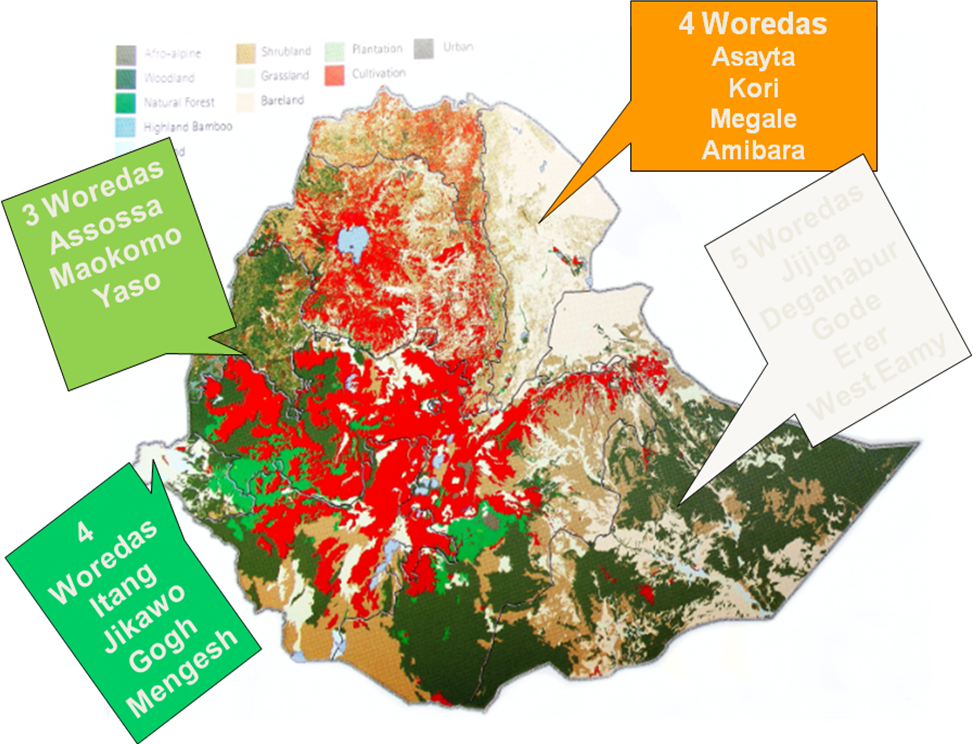 Afro-alpine
Woodland
Natural Forest
Highland Bamboo
Shrubland
Grassland
Bareland
Plantation
Cultivation
Urban
4 Woredas
Asayta
Kori
Megale
Amibara
3 Woredas
Assossa
Maokomo
Yaso
5 Woredas
Jijiga
Degahabur
Gode
Erer
West Eamy
4
Woredas
Itang
Jikawo
Gogh
Mengesh